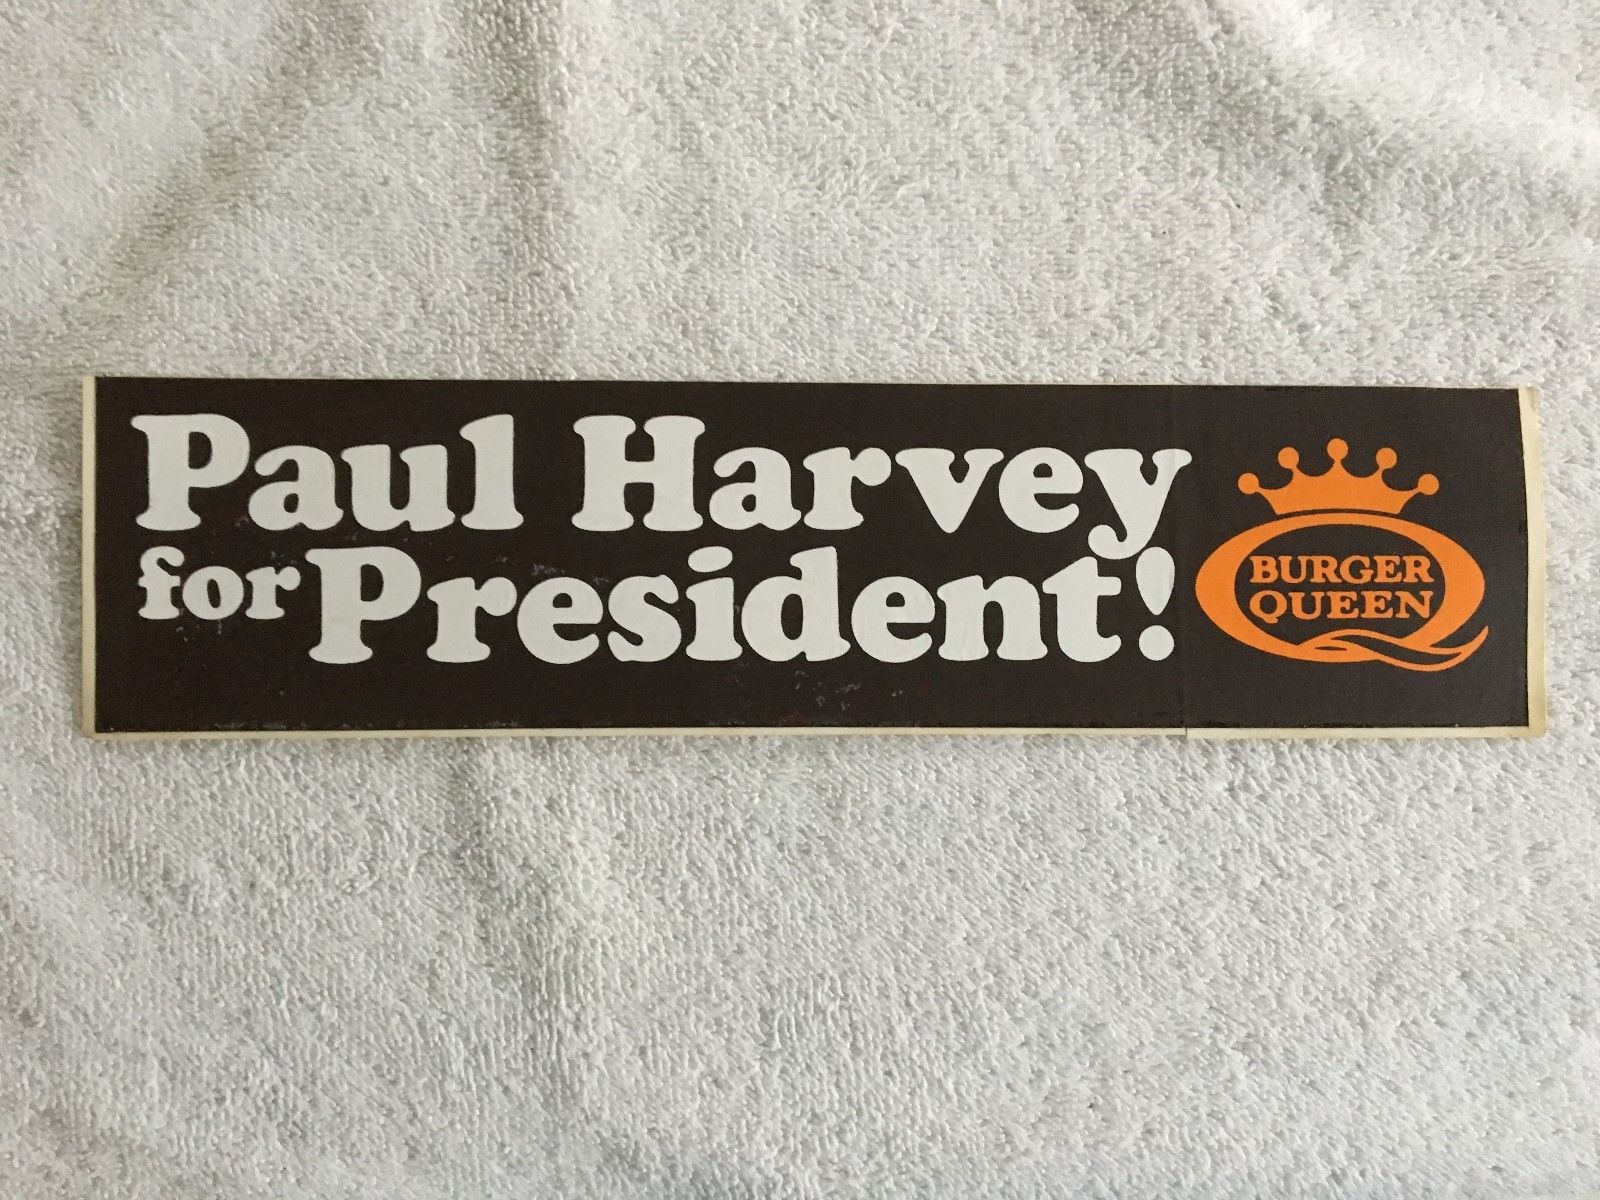 Paul Harvey
for President!
BURGER
QUEEN